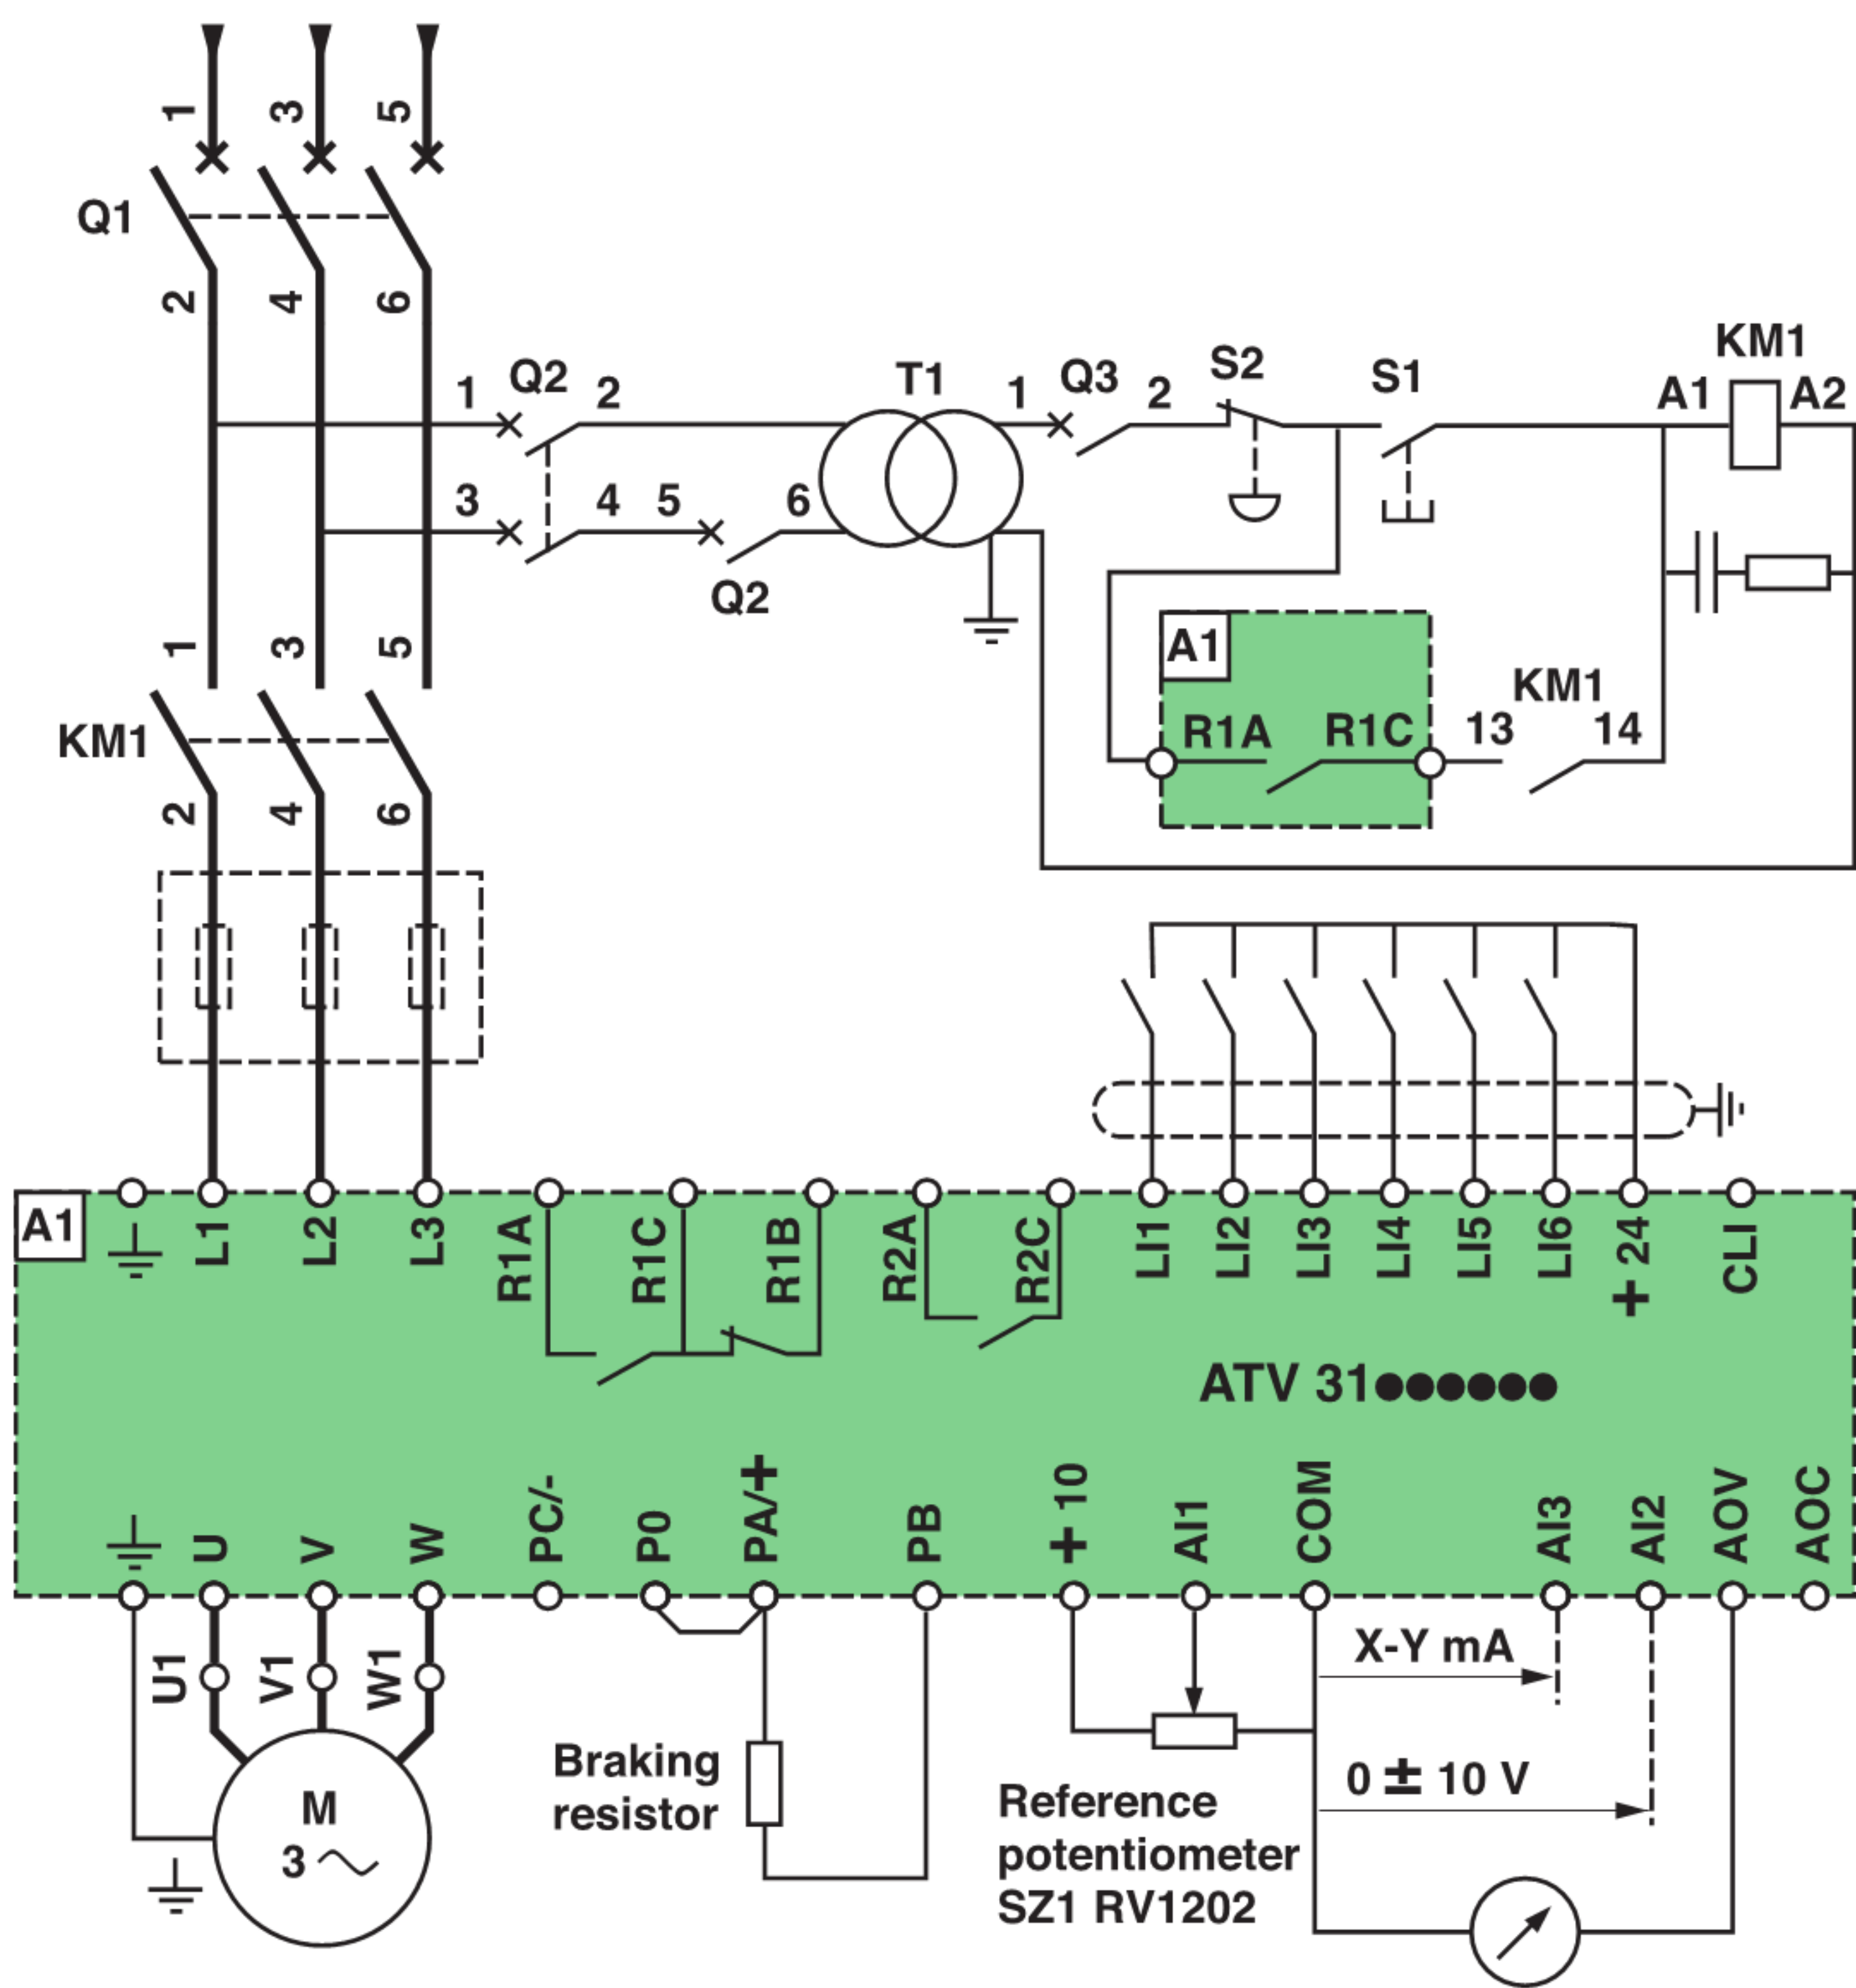 1 3 5
Q1
2 4 6
KM1
1 Q2 2 T1 1 Q3 2 S2 S1 A1 A2
3 4 5 6
Q2
1 3 5
A1
KM1
R1A R1C 13 14
KM1
2 4 6
A1
L1 L2 L3 R1A R1C R1B R2A R2C LI1 LI2 LI3 LI4 LI5 LI6 + 24 CLI
ATV 31●●●●●●
U V W PC/- P0 PA/+ PB + 10 AI1 COM AI3 AI2 AOV AOC
U1 V1 W1
X-Y mA
0 ± 10 V
M
3
Braking
resistor
Reference
potentiometer
SZ1 RV1202